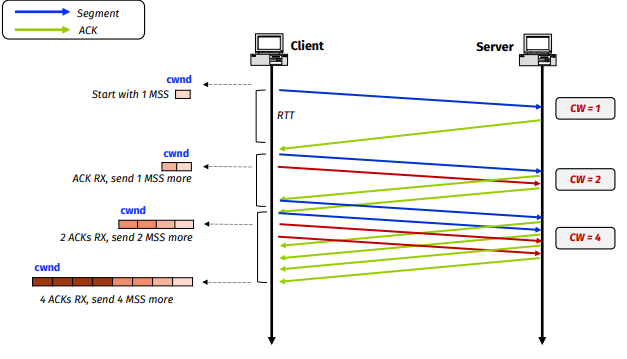 Segment
ACK
Client
Server
cwnd
Start with 1 MSS
RTT
CW = 1
cwnd
ACK RX, send 1 MSS more
CW = 2
cwnd
2 ACKs RX, send 2 MSS more
CW = 4
cwnd
4 ACKs RX, send 4 MSS more